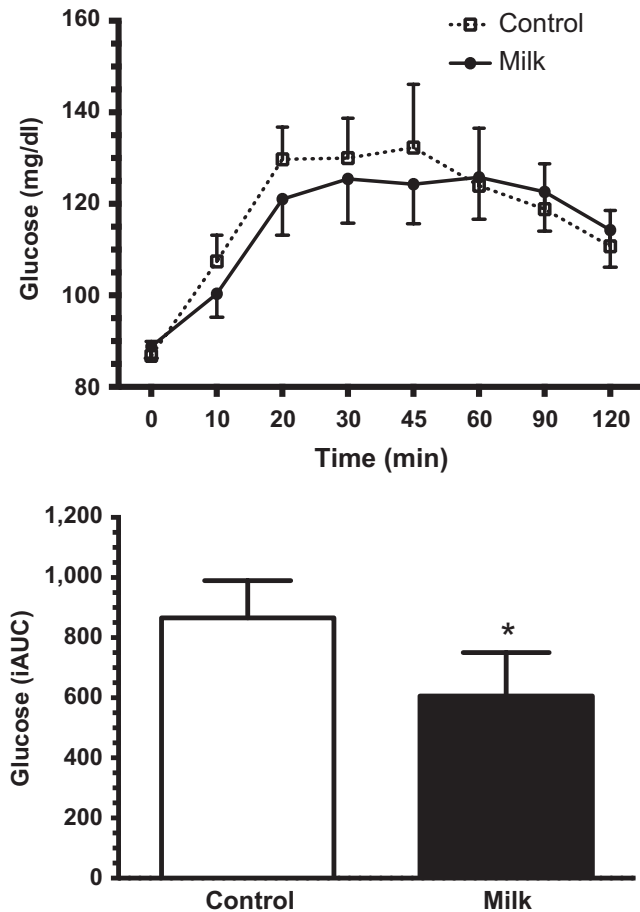 160
Control
Milk
140
120
100
80
Glucose (mg/dl)
0 10 20 30 45 60 90 120
Time (min)
1,200
1,000
800
600
400
200
0
Glucose (iAUC)
*
Control Milk